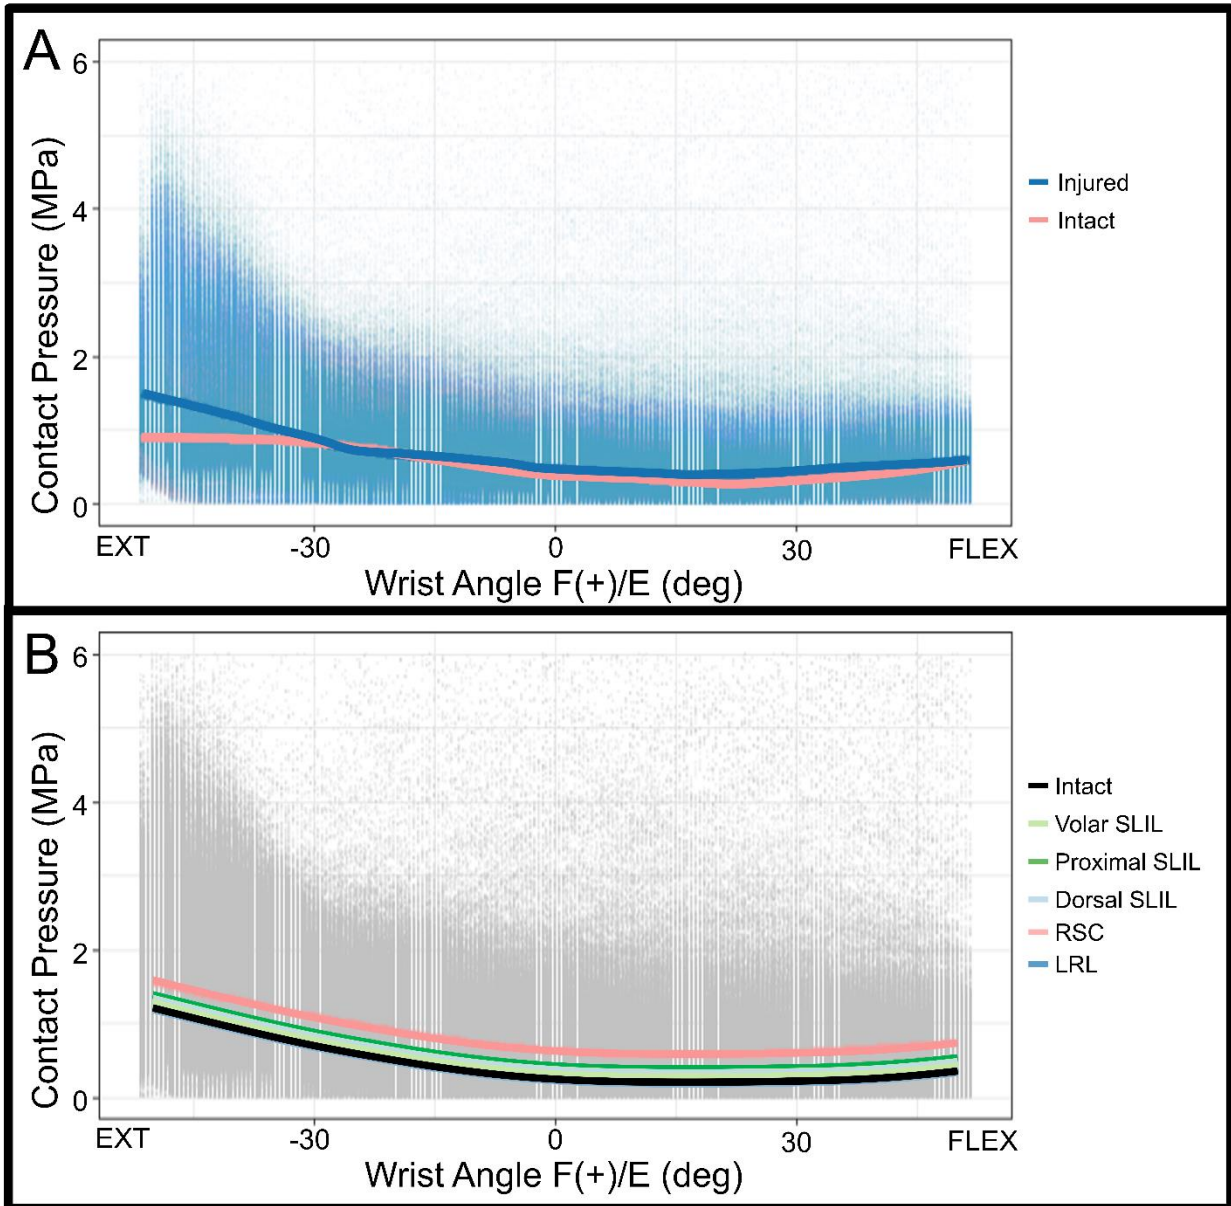 A
6
4
2
0
Contact Pressure (MPa)
EXT -30 0 30 FLEX
Wrist Angle F(+)/E (deg)
Injured
Intact
B
6
4
2
0
Contact Pressure (MPa)
EXT -30 0 30 FLEX
Wrist Angle F(+)/E (deg)
Intact
Volar SLIL
Proximal SLIL
Dorsal SLIL
RSC
LRL